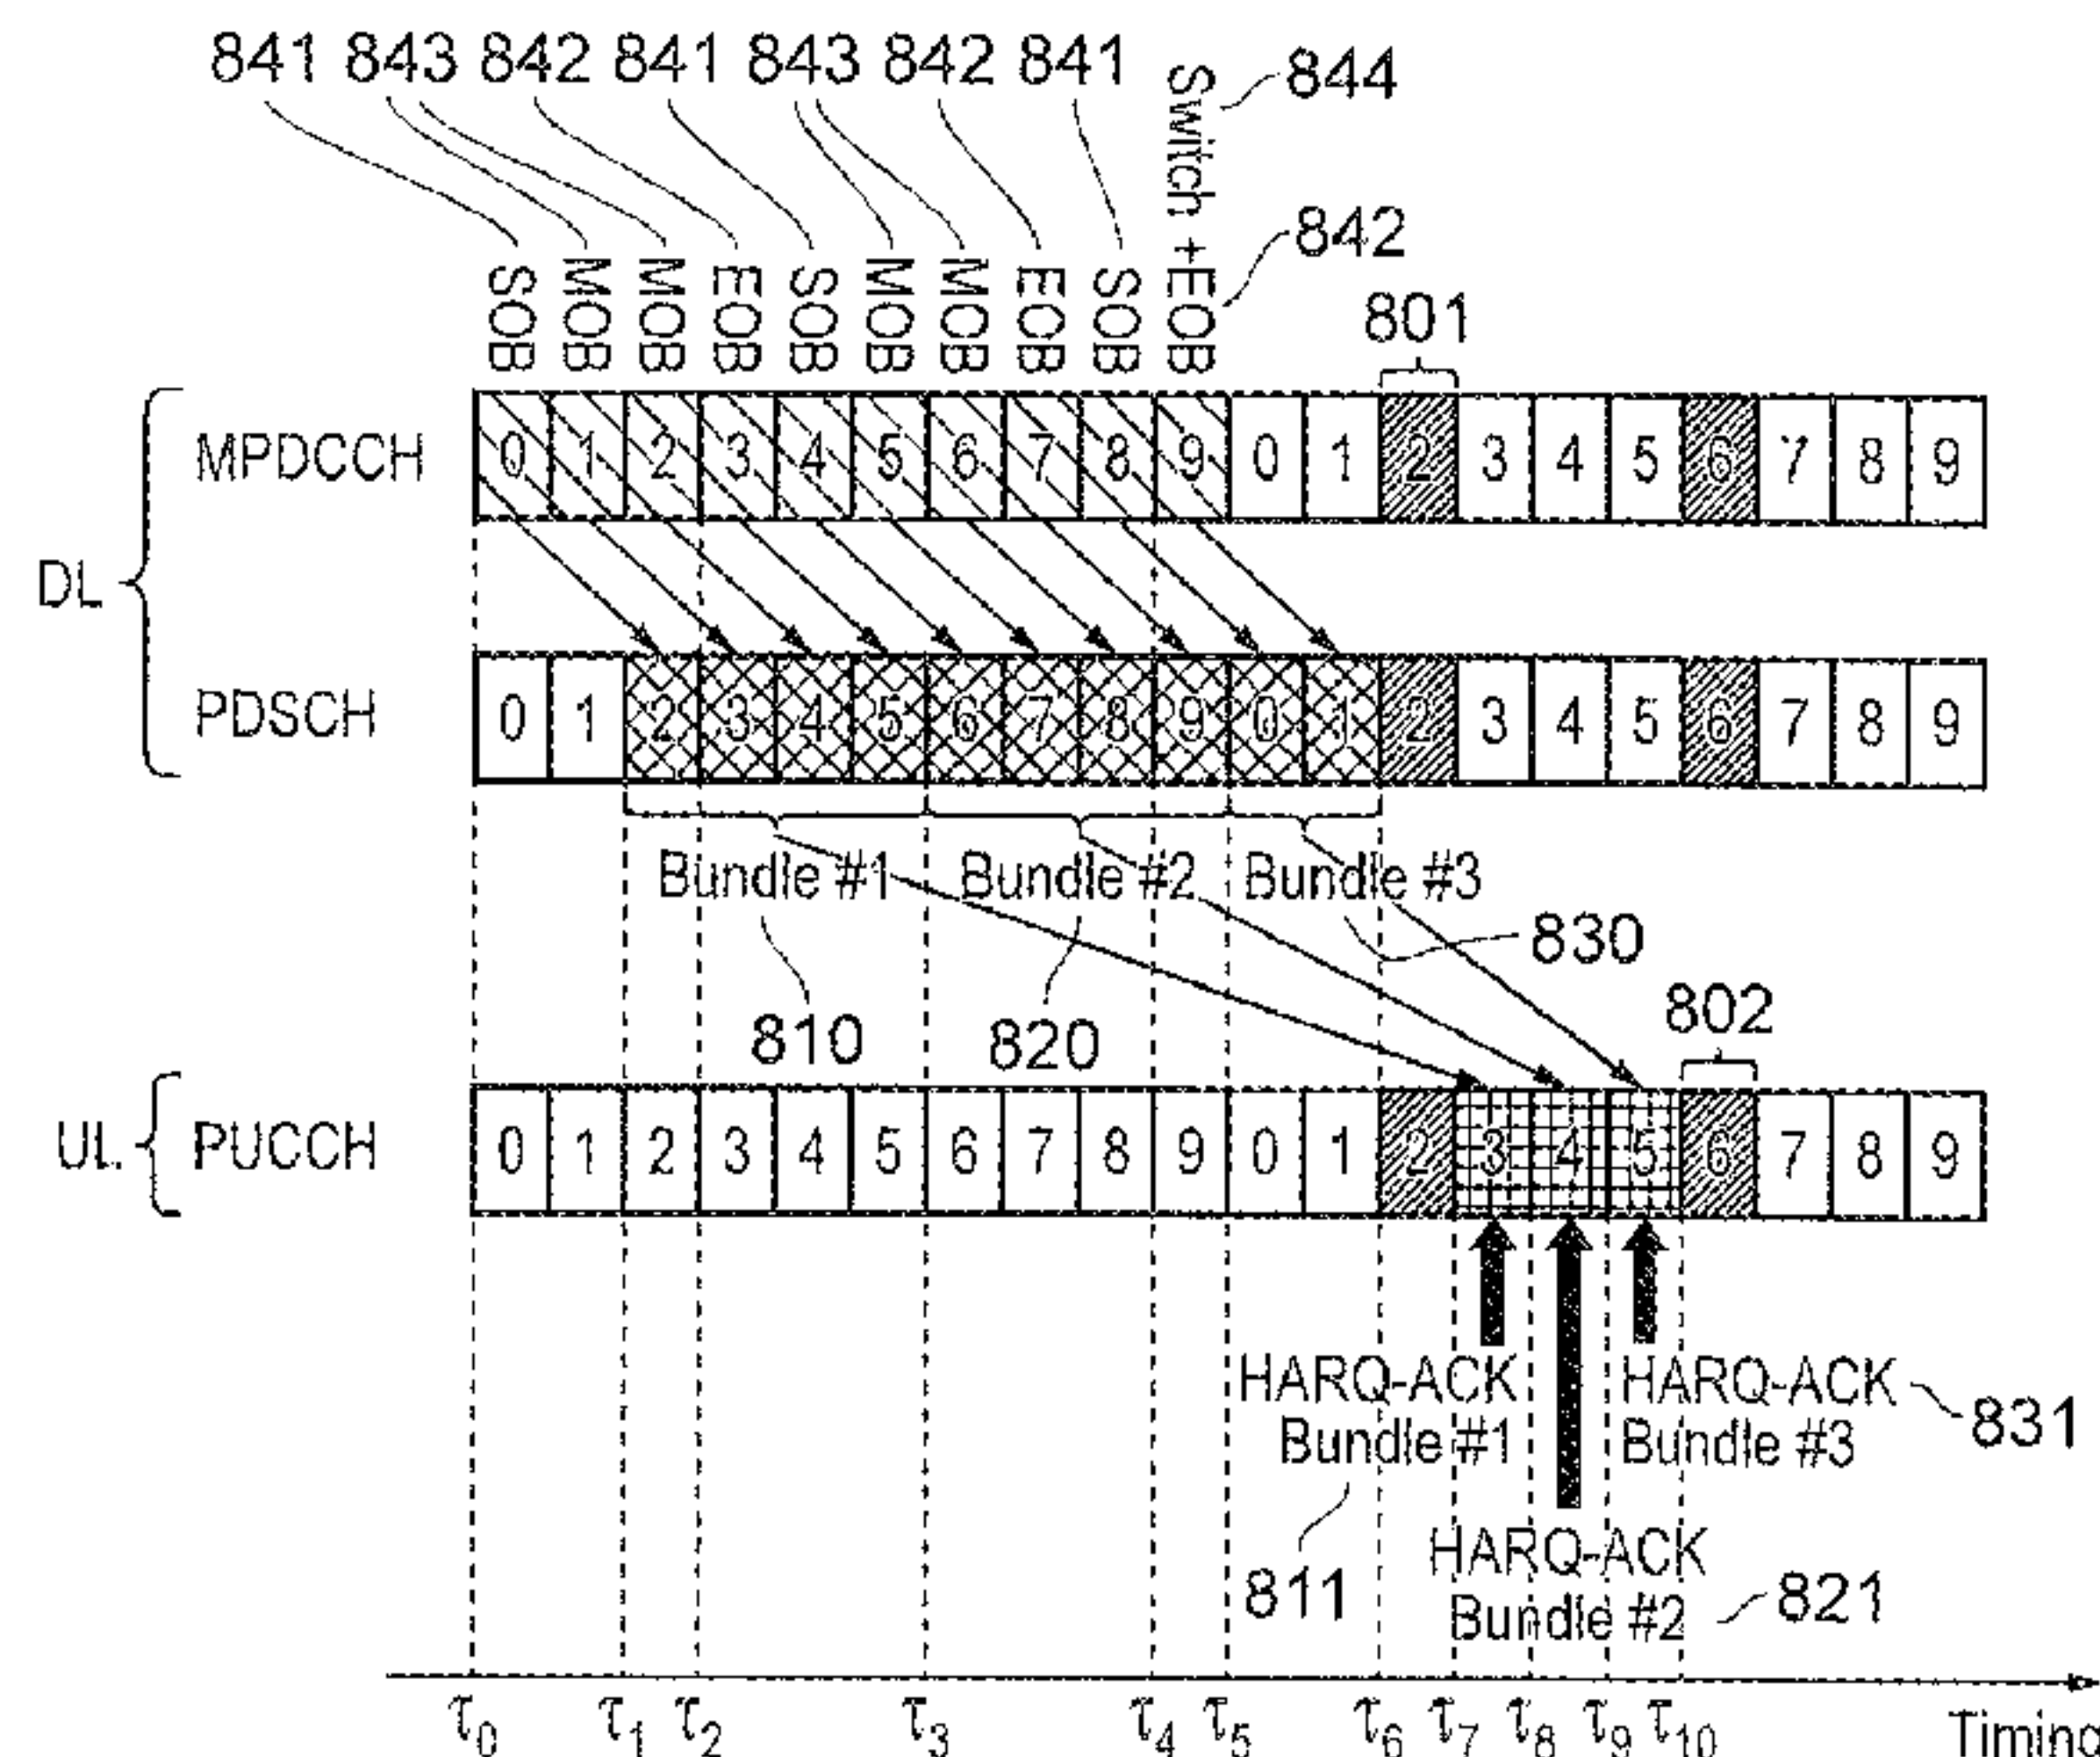 841 843 842 841 843 842 841 844
842
SOB MOB MOB EOB SOB MOB MOB EOB SOB Switch +EOB
801
DL
MPDCCH 0 1 2 3 4 5 6 7 8 9 0 1 2 3 4 5 6 7 8 9
PDSCH 0 1 2 3 4 5 6 7 8 9 0 1 2 3 4 5 6 7 8 9
Bundle #1 Bundle #2 Bundle #3
830
810 820 802
UL PUCCH 0 1 2 3 4 5 6 7 8 9 0 1 2 3 4 5 6 7 8 9
HARQ-ACK
Bundle #1
811
HARQ-ACK
Bundle #2
821
HARQ-ACK
Bundle #3
831
τ0 τ1 τ2 τ3 τ4 τ5 τ6 τ7 τ8 τ9 τ10 Timing